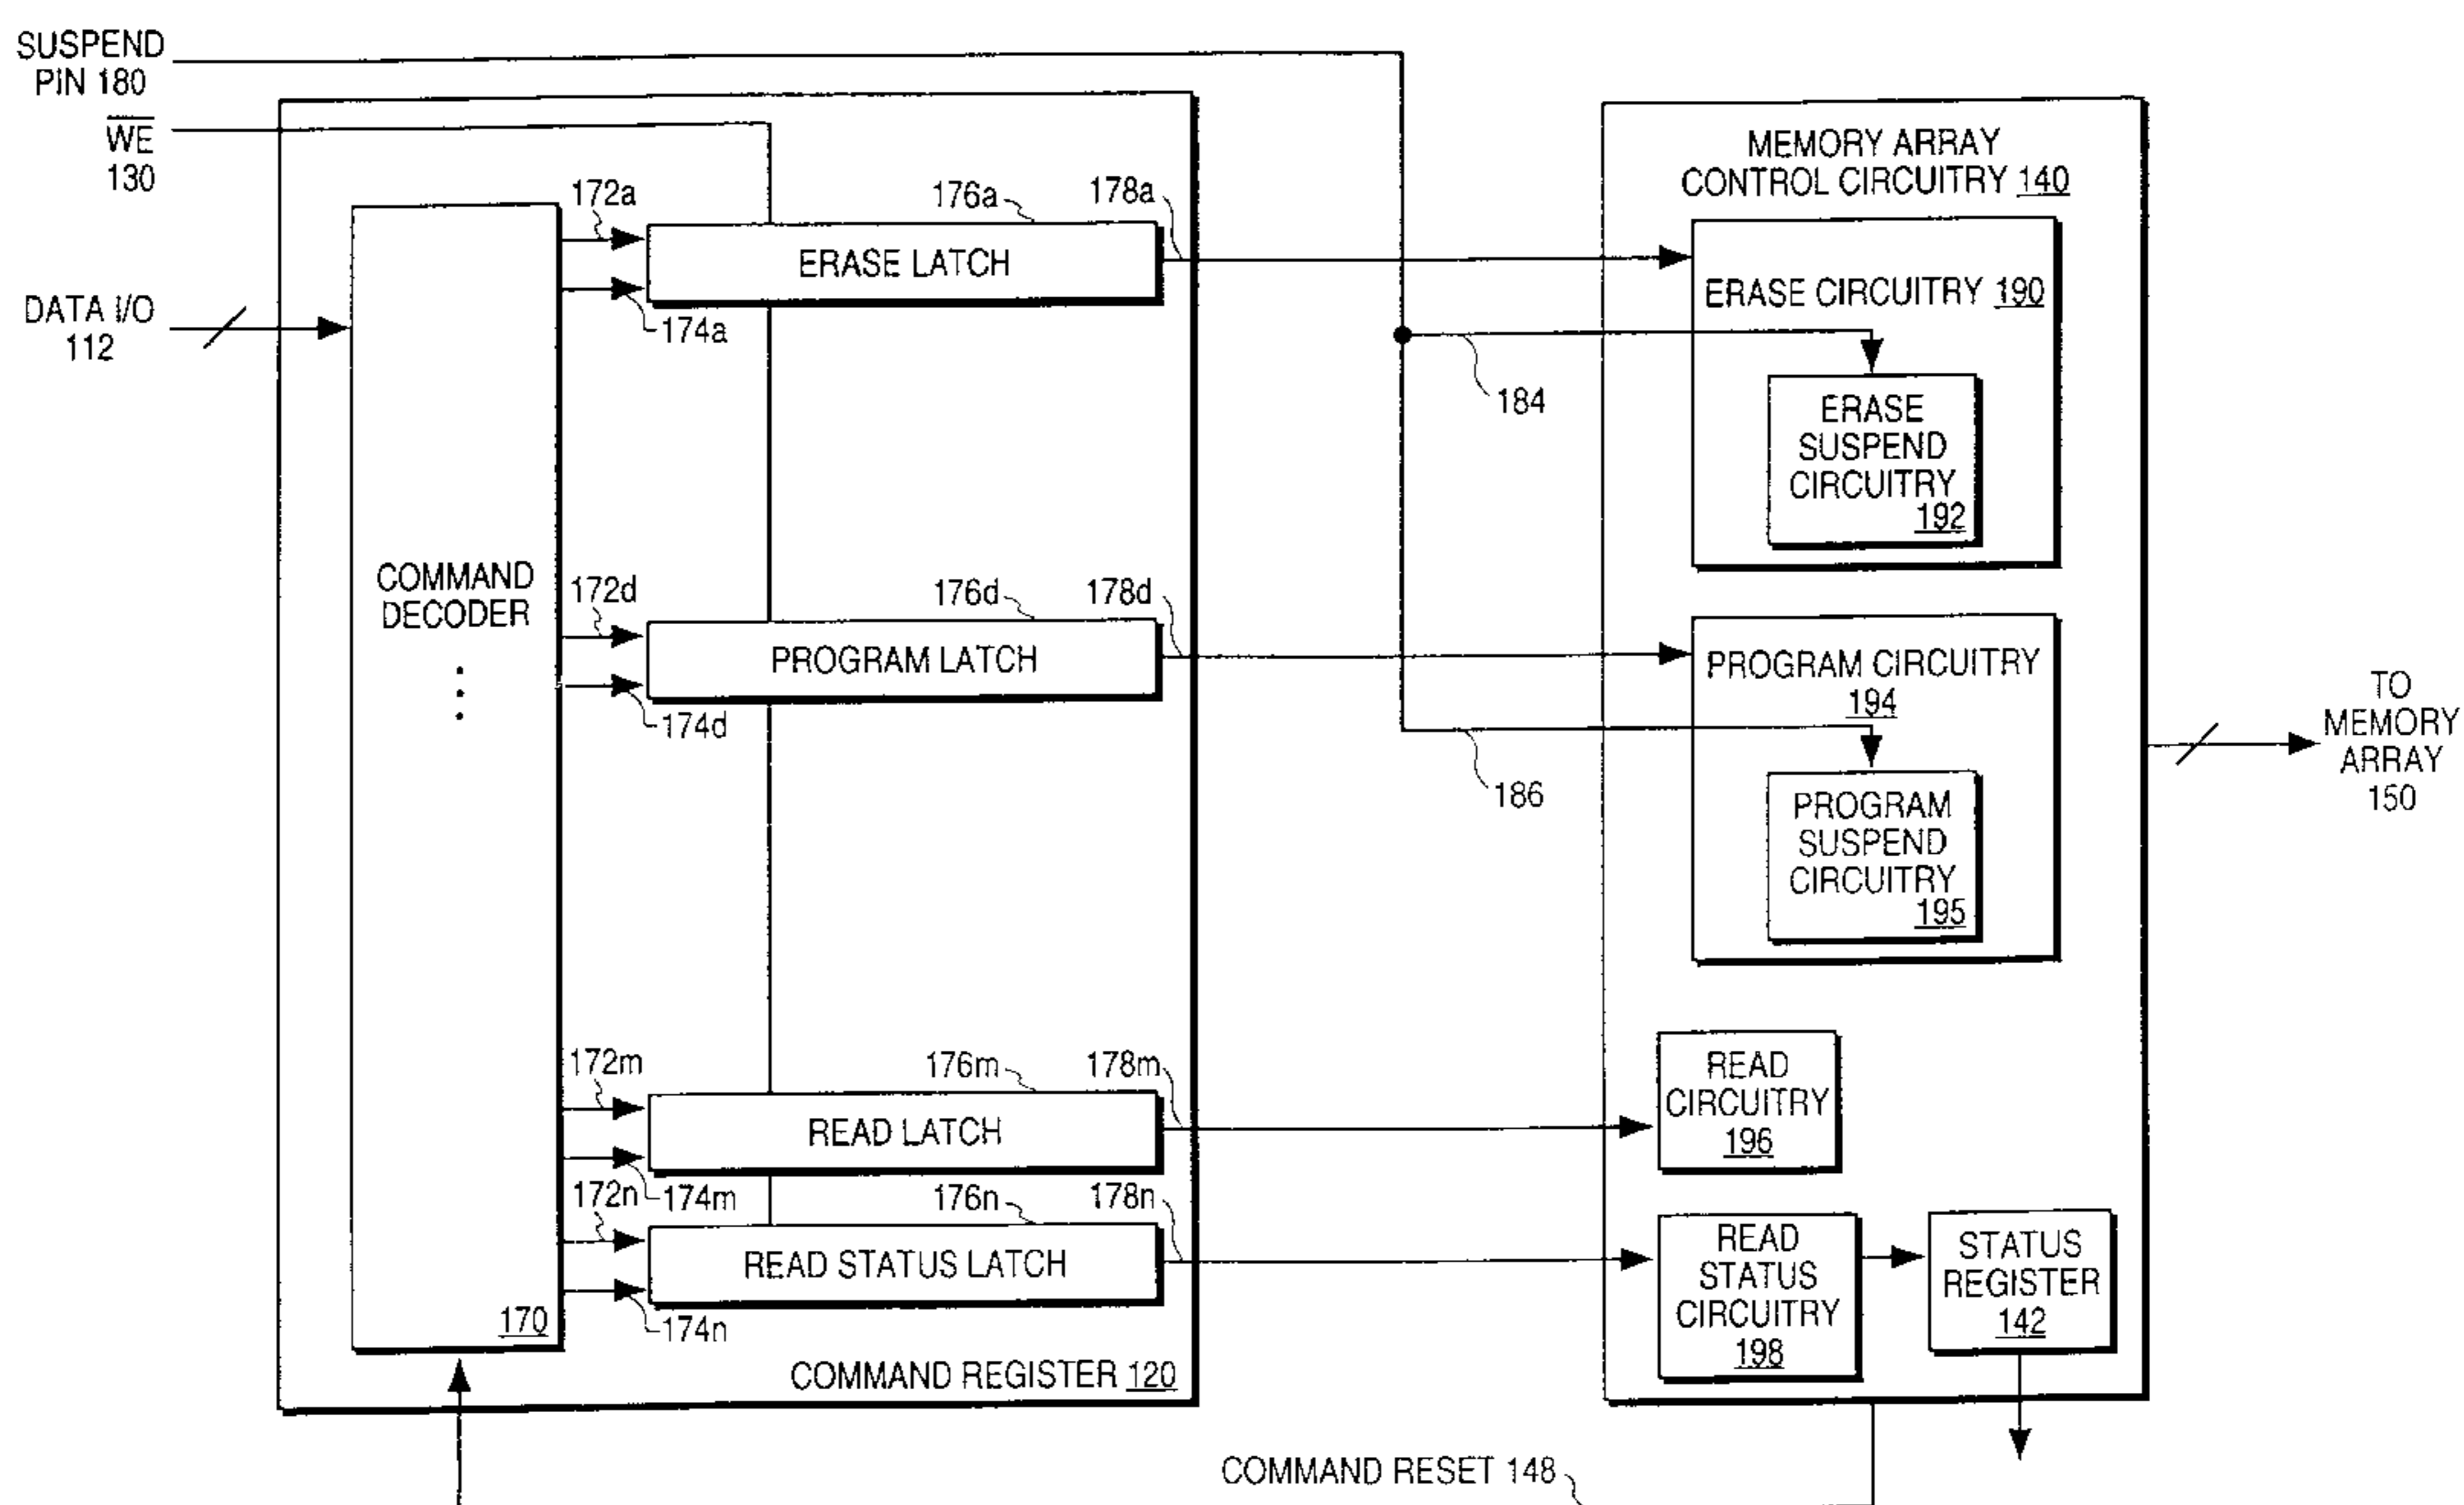 SUSPEND
PIN 180
WE
130
DATA I/O
112
COMMAND
DECODER
170
172a
174a
176a
178a
ERASE LATCH
172d
174d
176d
178d
PROGRAM LATCH
172m
174m
176m
178m
READ LATCH
172n
174n
176n
178n
READ STATUS LATCH
COMMAND REGISTER 120
184
186
MEMORY ARRAY
CONTROL CIRCUITRY 140
ERASE CIRCUITRY 190
ERASE
SUSPEND
CIRCUITRY
192
PROGRAM CIRCUITRY
194
PROGRAM
SUSPEND
CIRCUITRY
195
READ
CIRCUITRY
196
READ
STATUS
CIRCUITRY
198
STATUS
REGISTER
142
TO
MEMORY
ARRAY
150
COMMAND RESET 148